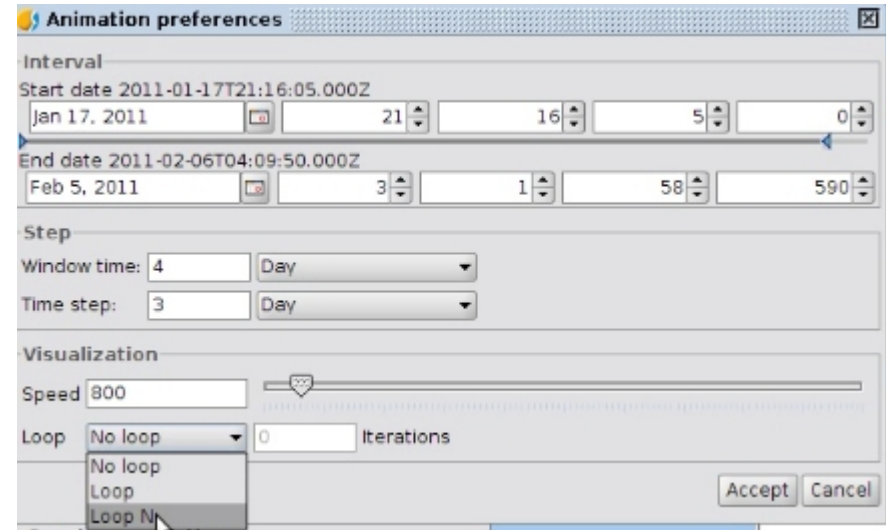 Animation preferences
Interval
Start date 2011-01-17T21:16:05.000Z
Jan 17, 2011 21 16 5 0
End date 2011-02-06T04:09:50.000Z
Feb 5, 2011 3 1 58 590
Step
Window time: 4 Day
Time step: 3 Day
Visualization
Speed 800
Loop No loop 0 Iterations
No loop
Loop
Loop N
Accept Cancel